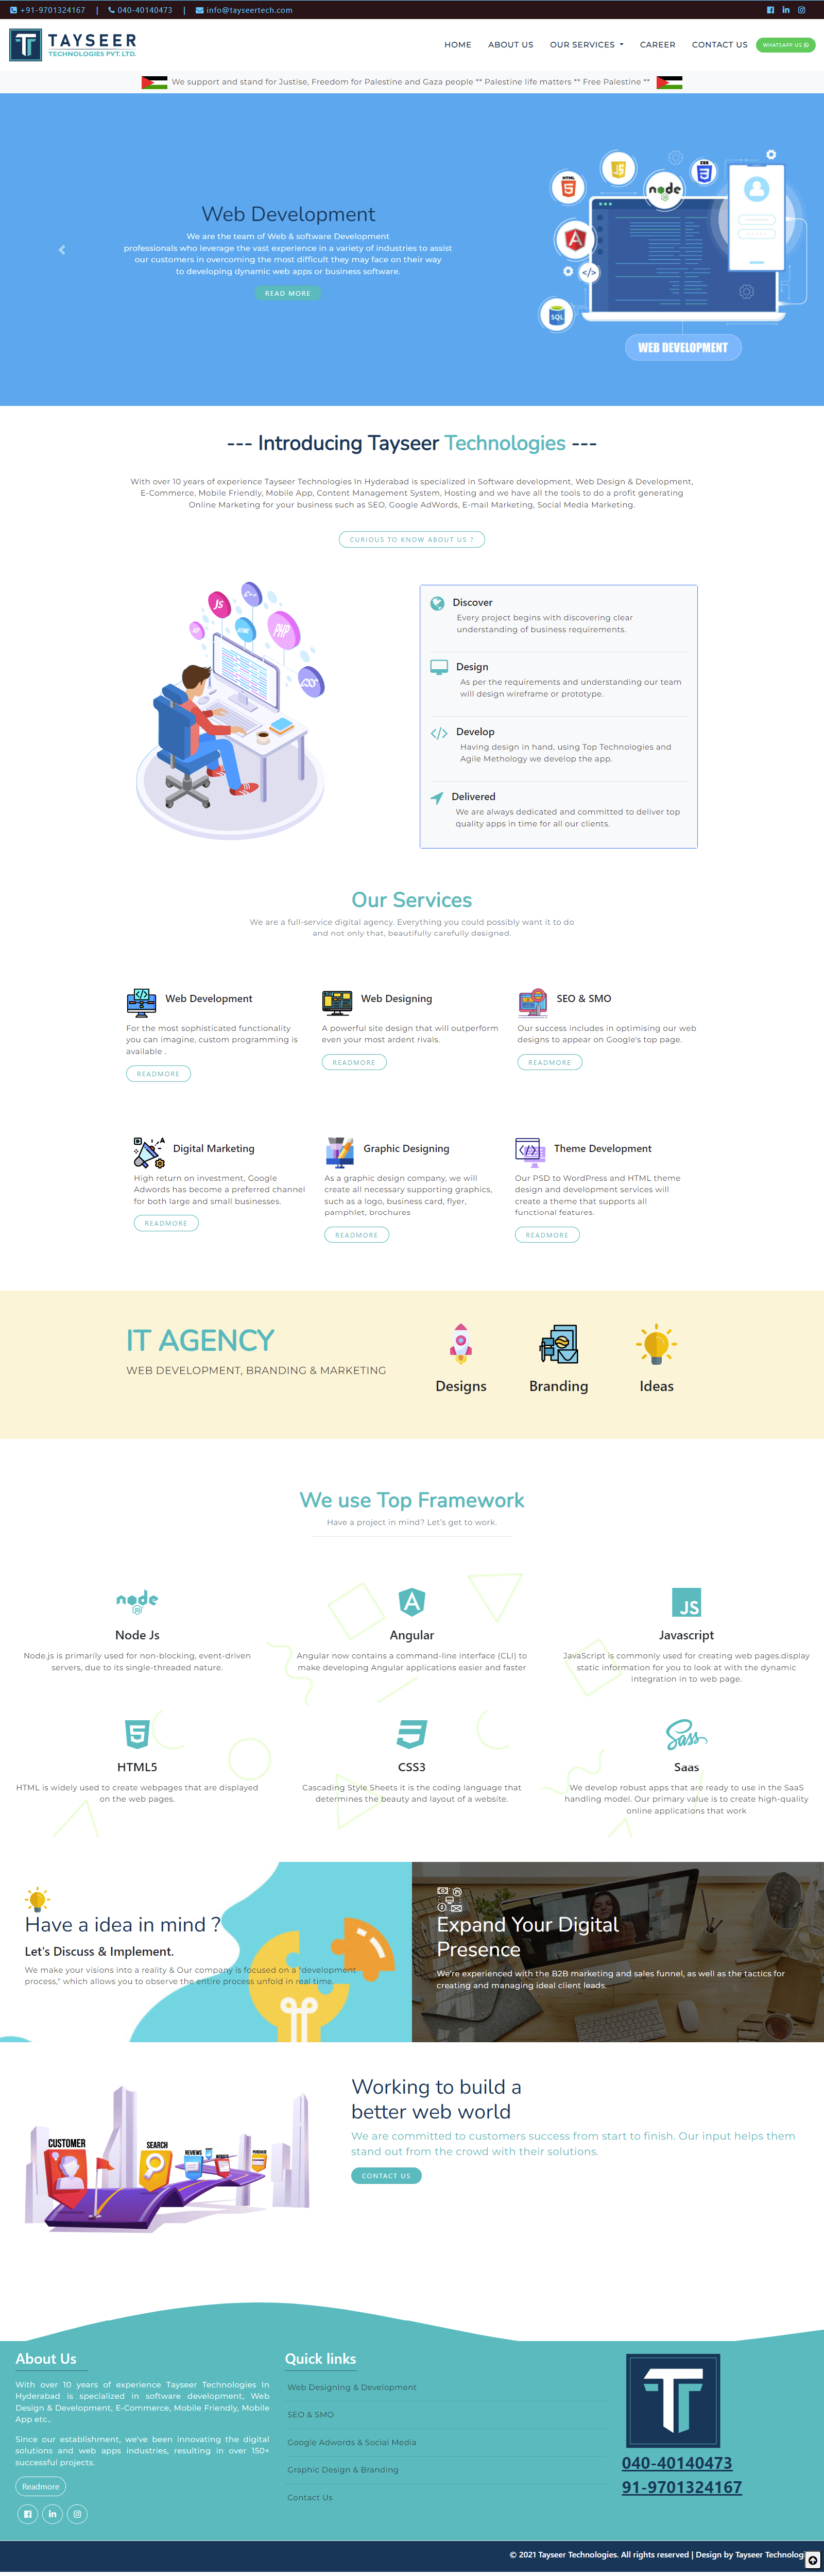 +91-9701324167 | 040-40140473 | info@tayseertech.com
TAYSEER
TECHNOLOGIES PVT.LTD.
HOME ABOUT US OUR SERVICES CAREER CONTACT US WHATSAPP US
We support and stand for Justise, Freedom for Palestine and Gaza people ** Palestine life matters ** Free Palestine **
Web Development
We are the team of Web & software Development
professionals who leverage the vast experience in a variety of industries to assist
our customers in overcoming the most difficult they may face on their way
to developing dynamic web apps or business software.
READ MORE
HTML
JS
CSS
node
JS
</>
SQL
WEB DEVELOPMENT
--- Introducing Tayseer Technologies ---
With over 10 years of experience Tayseer Technologies In Hyderabad is specialized in Software development, Web Design & Development,
E-Commerce, Mobile Friendly, Mobile App, Content Management System, Hosting and we have all the tools to do a profit generating
Online Marketing for your business such as SEO, Google AdWords, E-mail Marketing, Social Media Marketing.
CURIOUS TO KNOW ABOUT US ?
JS
C++
HTML
PHP
CSS
Discover
Every project begins with discovering clear
understanding of business requirements.
Design
As per the requirements and understanding our team
will design wireframe or prototype.
Develop
Having design in hand, using Top Technologies and
Agile Methology we develop the app.
Delivered
We are always dedicated and committed to deliver top
quality apps in time for all our clients.
Our Services
We are a full-service digital agency. Everything you could possibly want it to do
and not only that, beautifully carefully designed.
Web Development
For the most sophisticated functionality
you can imagine, custom programming is
available .
READMORE
Web Designing
A powerful site design that will outperform
even your most ardent rivals.
READMORE
SEO & SMO
Our success includes in optimising our web
designs to appear on Google's top page.
READMORE
Digital Marketing
High return on investment, Google
Adwords has become a preferred channel
for both large and small businesses.
READMORE
Graphic Designing
As a graphic design company, we will
create all necessary supporting graphics,
such as a logo, business card, flyer,
pamphlet, brochures
READMORE
Theme Development
Our PSD to WordPress and HTML theme
design and development services will
create a theme that supports all
functional features.
READMORE
IT AGENCY
WEB DEVELOPMENT, BRANDING & MARKETING
Designs
Branding
Ideas
We use Top Framework
Have a project in mind? Let's get to work.
node
JS
Node Js
Node.js is primarily used for non-blocking, event-driven
servers, due to its single-threaded nature.
Angular
Angular now contains a command-line interface (CLI) to
make developing Angular applications easier and faster
JS
Javascript
JavaScript is commonly used for creating web pages.display
static information for you to look at with the dynamic
integration in to web page.
HTML5
HTML is widely used to create webpages that are displayed
on the web pages.
CSS3
Cascading Style Sheets it is the coding language that
determines the beauty and layout of a website.
Sass
Saas
We develop robust apps that are ready to use in the SaaS
handling model. Our primary value is to create high-quality
online applications that work
Have a idea in mind ?
Let's Discuss & Implement.
We make your visions into a reality & Our company is focused on a "development
process," which allows you to observe the entire process unfold in real time.
Expand Your Digital
Presence
We're experienced with the B2B marketing and sales funnel, as well as the tactics for
creating and managing ideal client leads.
CUSTOMER
SEARCH
REVIEWS
WEBSITE
PURCHASE
Working to build a
better web world
We are committed to customers success from start to finish. Our input helps them
stand out from the crowd with their solutions.
CONTACT US
About Us
With over 10 years of experience Tayseer Technologies In
Hyderabad is specialized in software development, Web
Design & Development, E-Commerce, Mobile Friendly, Mobile
App etc..
Since our establishment, we've been innovating the digital
solutions and web apps industries, resulting in over 150+
successful projects.
Readmore
Quick links
Web Designing & Development
SEO & SMO
Google Adwords & Social Media
Graphic Design & Branding
Contact Us
040-40140473
91-9701324167
© 2021 Tayseer Technologies. All rights reserved | Design by Tayseer Technologi